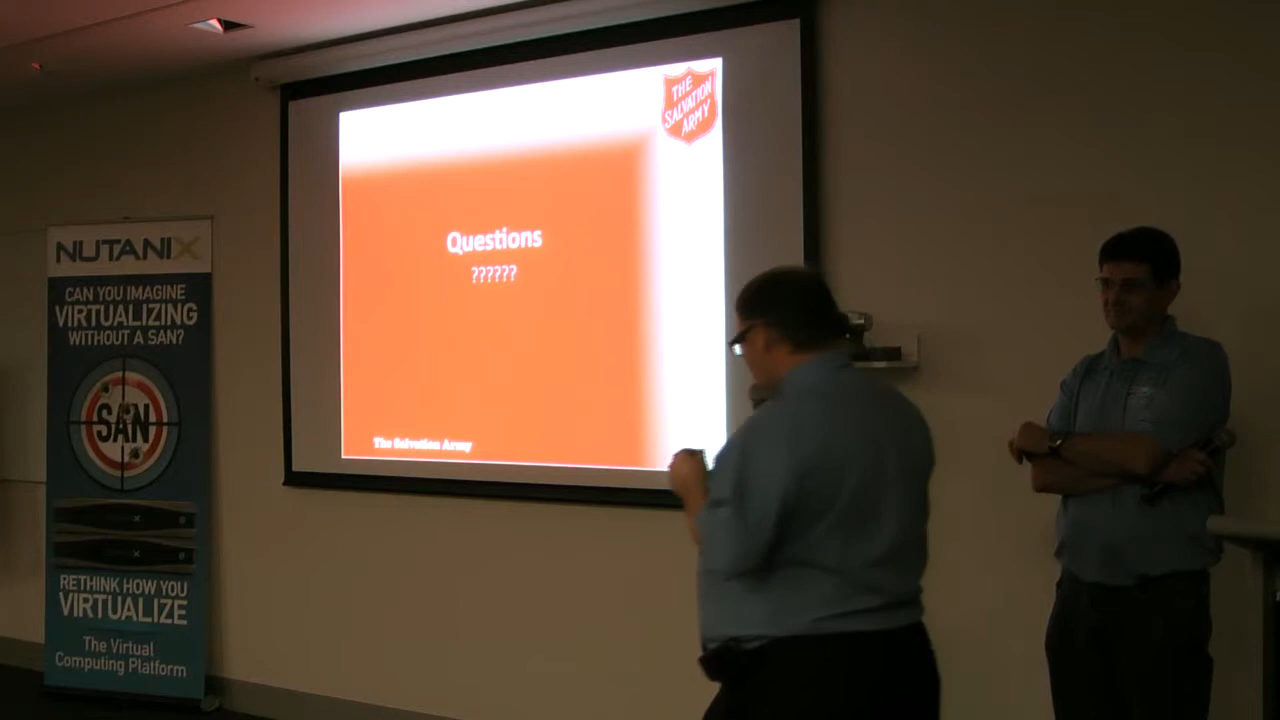 NUTANIX
CAN YOU IMAGINE
VIRTUALIZING
WITHOUT A SAN?
SAN
RETHINK HOW YOU
VIRTUALIZE
The Virtual
Computing Platform
THE
SALVATION
ARMY
Questions
??????
The Salvation Army